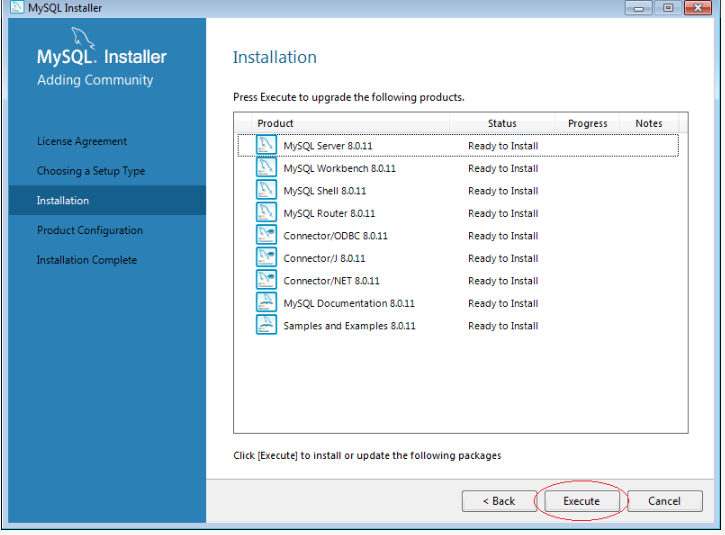 MySQL Installer
MySQL. Installer
Adding Community
License Agreement
Choosing a Setup Type
Installation
Product Configuration
Installation Complete
Installation
Press Execute to upgrade the following products.
Product Status Progress Notes
MySQL Server 8.0.11 Ready to Install
MySQL Workbench 8.0.11 Ready to Install
MySQL Shell 8.0.11 Ready to Install
MySQL Router 8.0.11 Ready to Install
Connector/ODBC 8.0.11 Ready to Install
Connector/J 8.0.11 Ready to Install
Connector/NET 8.0.11 Ready to Install
MySQL Documentation 8.0.11 Ready to Install
Samples and Examples 8.0.11 Ready to Install
Click [Execute] to install or update the following packages
< Back Execute Cancel